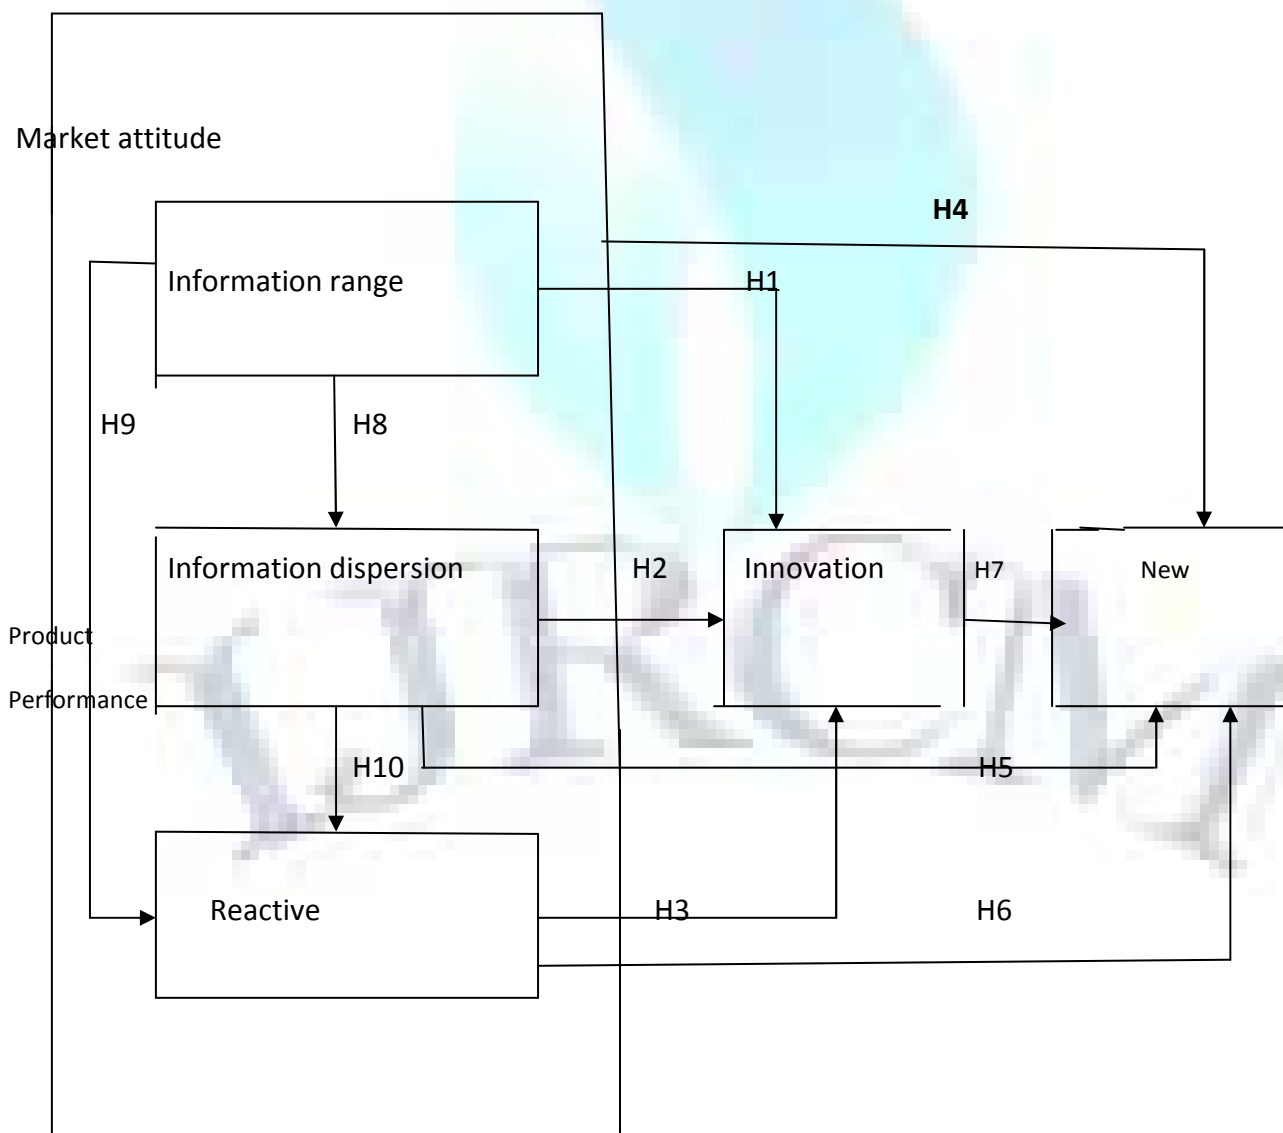 Market attitude
H4
Information range
H1
H9
H8
Information dispersion
H2
Innovation
H7
New
Product
Performance
H10
H5
Reactive
H3
H6